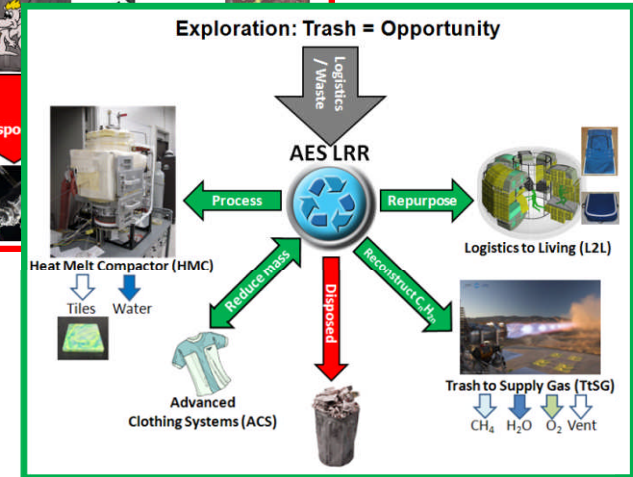 Exploration: Trash = Opportunity
Logistics
/ Waste
AES LRR
Process
Repurpose
Heat Melt Compactor (HMC)
Logistics to Living (L2L)
Tiles Water
Reduce mass
Disposed
Reconstruct CnH2n
Advanced
Clothing Systems (ACS)
Trash to Supply Gas (TtSG)
CH4 H2O O2 Vent